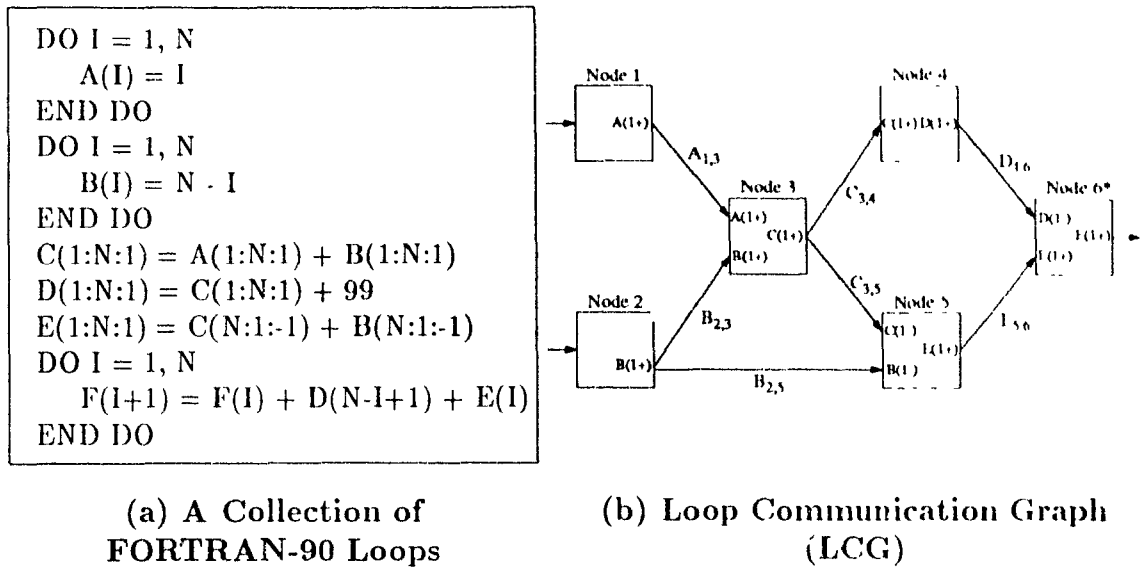 DO I = 1, N
A(I) = I
END DO
DO I = 1, N
B(I) = N - I
END DO
C(1:N:1) = A(1:N:1) + B(1:N:1)
D(1:N:1) = C(1:N:1) + 99
E(1:N:1) = C(N:1:-1) + B(N:1:-1)
DO I = 1, N
F(I+1) = F(I) + D(N-I+1) + E(I)
END DO
(a) A Collection of
FORTRAN-90 Loops
Node 1
A(1+)
A1,3
Node 2
B(1+)
B2,3
B2,5
Node 3
A(1+)
B(1+)
C(1+)
C3,4
C3,5
Node 4
C(1+) D(1+)
Node 5
B(1-)
Node 6*
(b) Loop Communication Graph
(LCG)